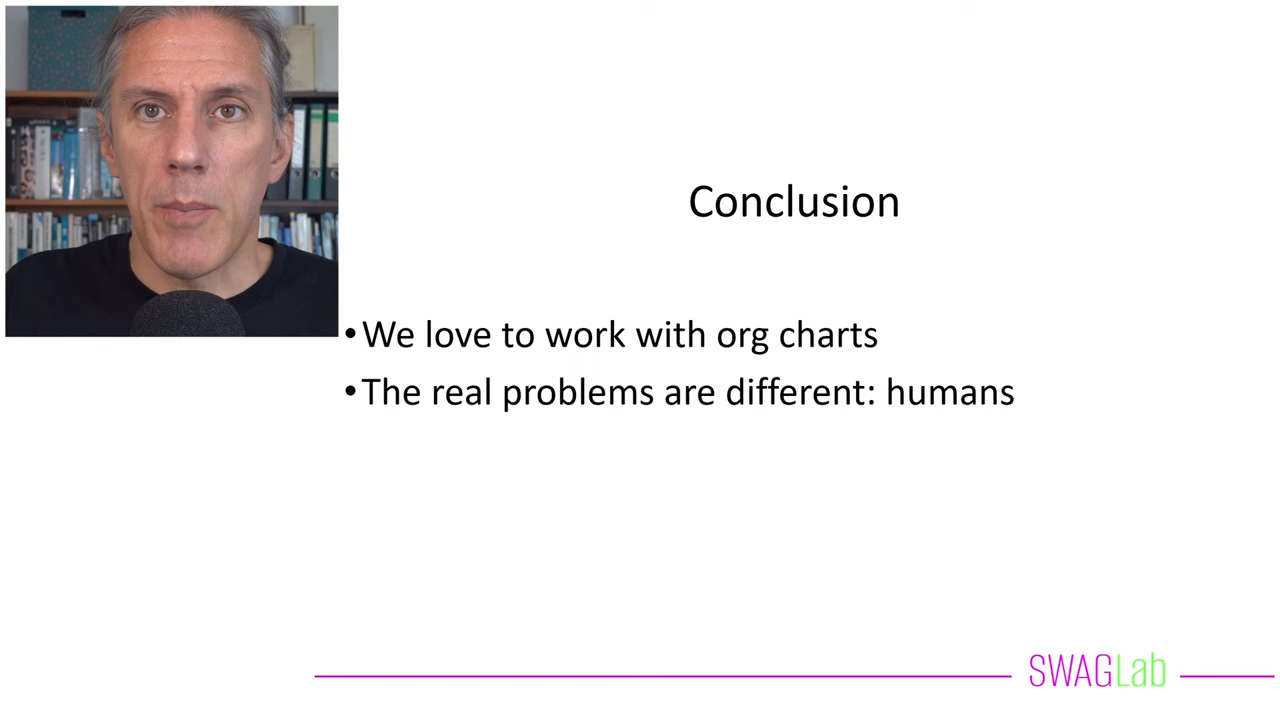 Conclusion
•We love to work with org charts
•The real problems are different: humans
SWAGLab